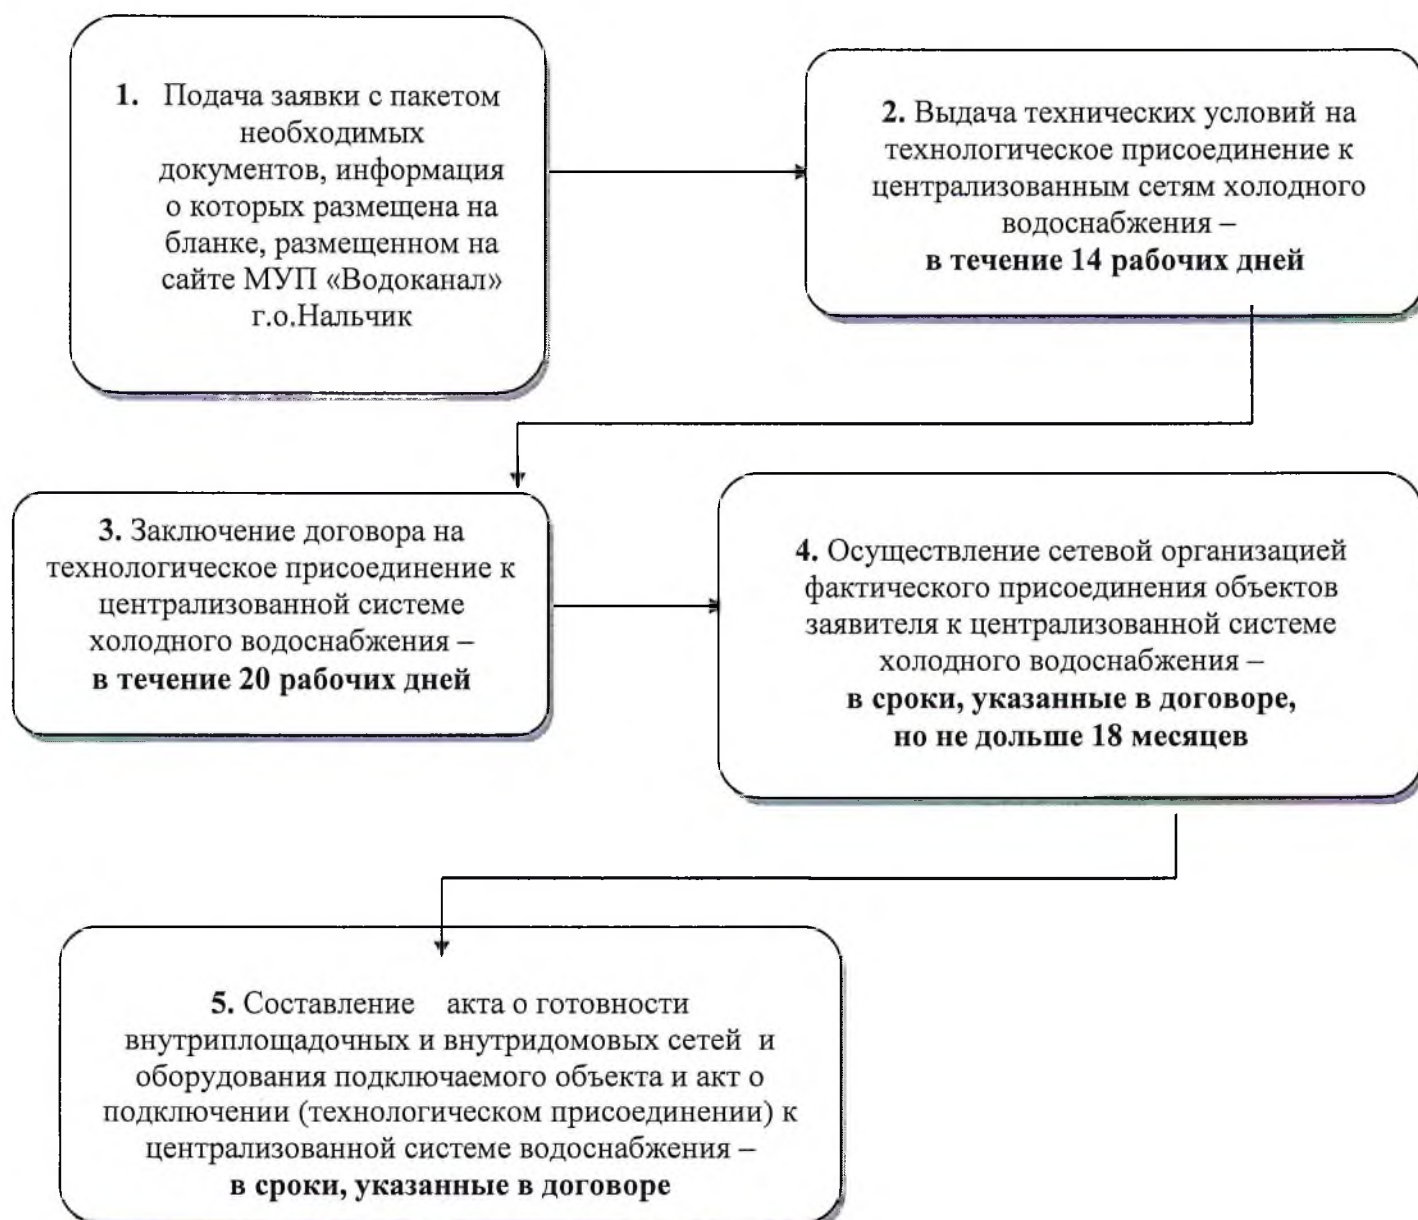 1. Подача заявки с пакетом
необходимых
документов, информация
о которых размещена на
бланке, размещенном на
сайте МУП «Водоканал»
г.о.Нальчик
2. Выдача технических условий на
технологическое присоединение к
централизованным сетям холодного
водоснабжения –
в течение 14 рабочих дней
3. Заключение договора на
технологическое присоединение к
централизованной системе
холодного водоснабжения –
в течение 20 рабочих дней
4. Осуществление сетевой организацией
фактического присоединения объектов
заявителя к централизованной системе
холодного водоснабжения –
в сроки, указанные в договоре,
но не дольше 18 месяцев
5. Составление акта о готовности
внутриплощадочных и внутридомовых сетей и
оборудования подключаемого объекта и акт о
подключении (технологическом присоединении) к
централизованной системе водоснабжения –
в сроки, указанные в договоре